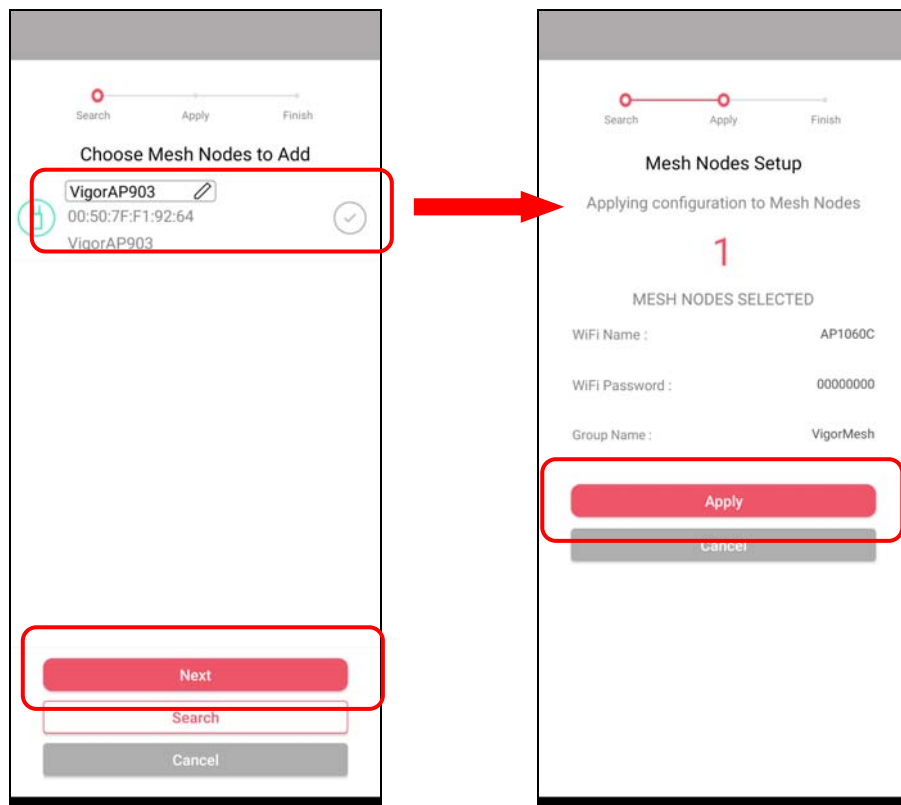 Search Apply Finish
Choose Mesh Nodes to Add
VigorAP903
00:50:7F:F1:92:64
VigorAP903
Next
Search
Cancel
Search Apply Finish
Mesh Nodes Setup
Applying configuration to Mesh Nodes
1
MESH NODES SELECTED
WiFi Name : AP1060C
WiFi Password : 00000000
Group Name : VigorMesh
Apply
Cancel